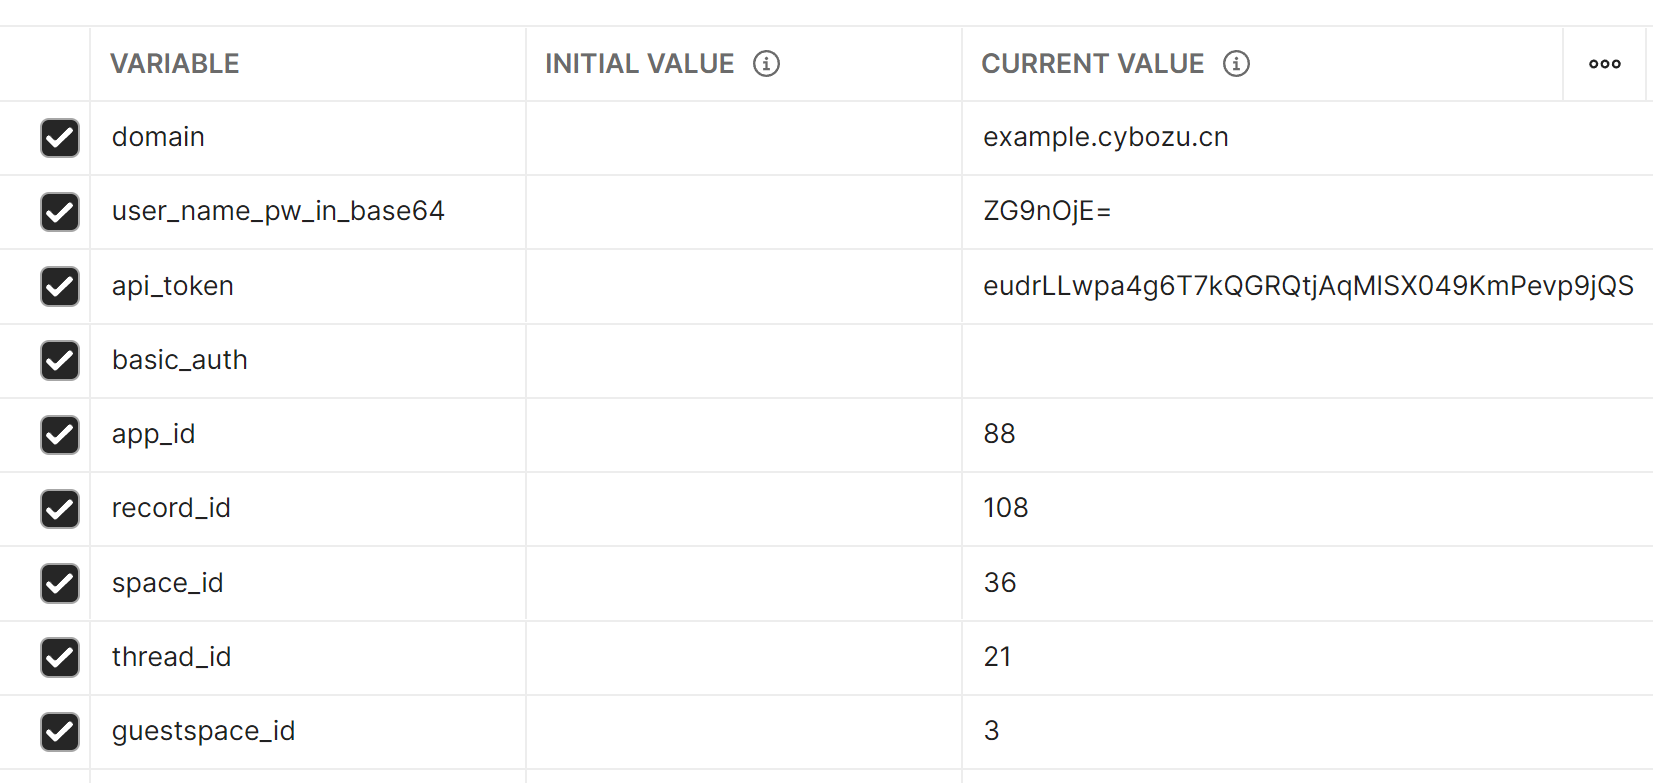 VARIABLE INITIAL VALUE CURRENT VALUE
domain example.cybozu.cn
user_name_pw_in_base64 ZG9nOjE=
api_token eudrLLwpa4g6T7kQGRQtjAqMISX049KmPevp9jQS
basic_auth
app_id 88
record_id 108
space_id 36
thread_id 21
guestspace_id 3